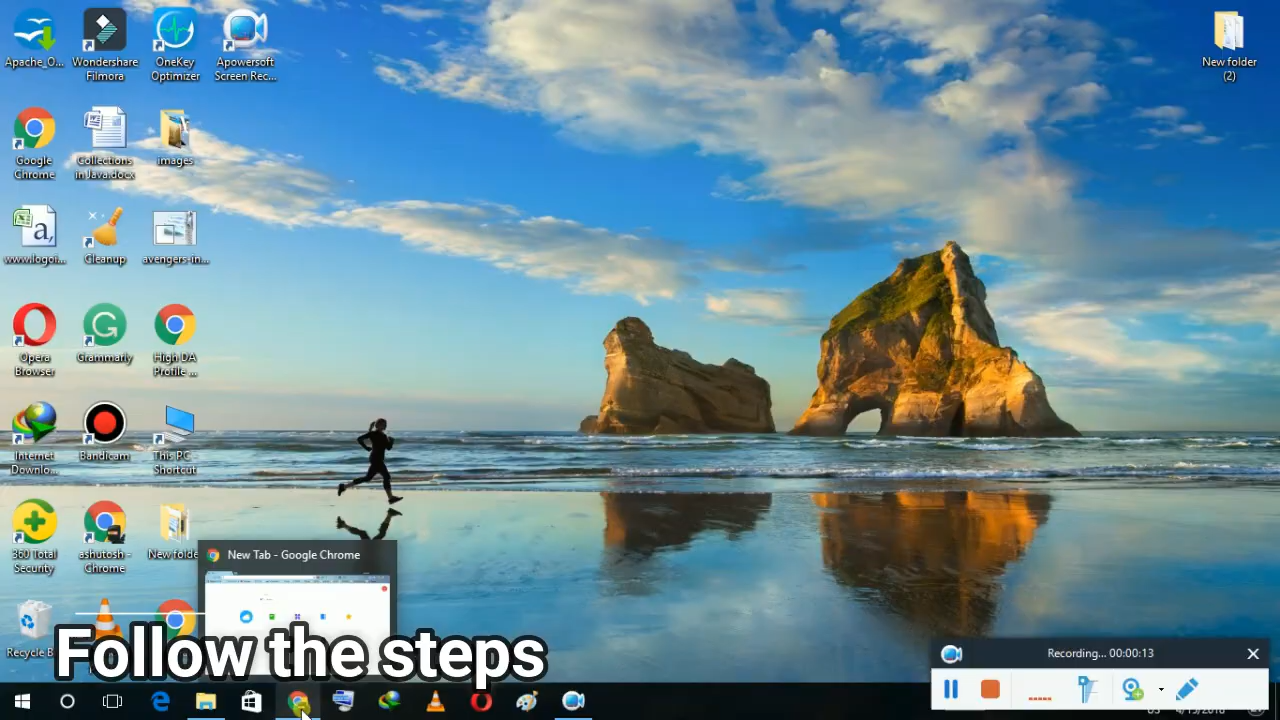 Apache_O...
Wondershare
Filmora
OneKey
Optimizer
Apowersoft
Screen Rec...
New folder
(2)
Google
Chrome
Collections
in Java.docx
images
www.logoi...
Cleanup
avengers-in...
Opera
Browser
Grammarly
High DA
Profile ...
Internet
Downlo...
Bandicam
This PC -
Shortcut
360 Total
Security
ashutosh -
Chrome
New folde
New Tab - Google Chrome
Recycle B
Follow the steps
Recording... 00:00:13